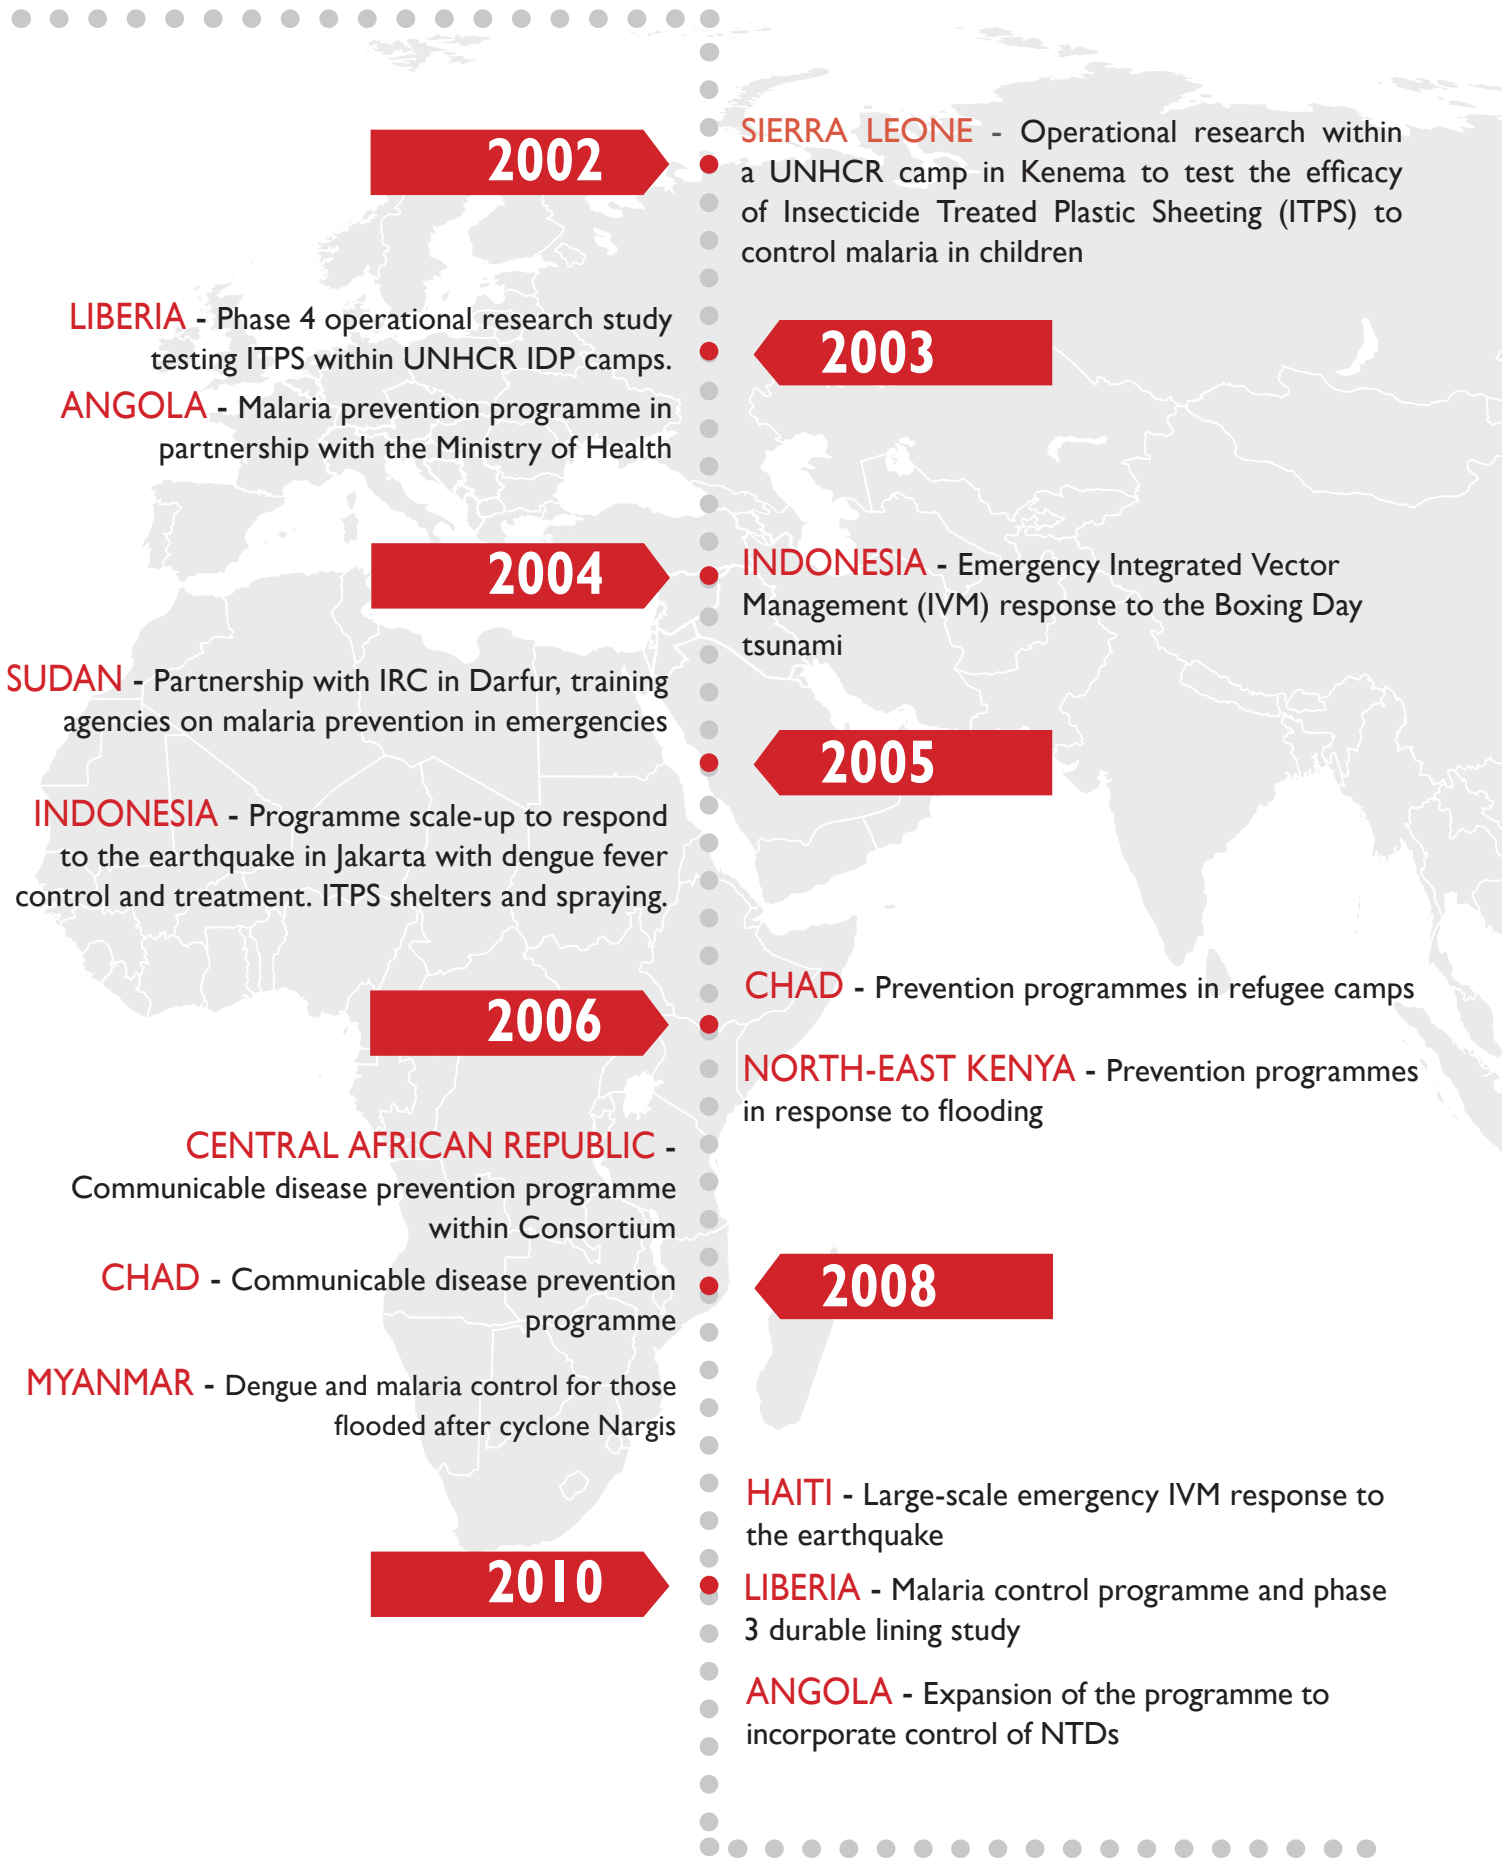 2002
SIERRA LEONE - Operational research within
a UNHCR camp in Kenema to test the efficacy
of Insecticide Treated Plastic Sheeting (ITPS) to
control malaria in children
2003
LIBERIA - Phase 4 operational research study
testing ITPS within UNHCR IDP camps.
ANGOLA - Malaria prevention programme in
partnership with the Ministry of Health
2004
INDONESIA - Emergency Integrated Vector
Management (IVM) response to the Boxing Day
tsunami
2005
SUDAN - Partnership with IRC in Darfur, training
agencies on malaria prevention in emergencies
INDONESIA - Programme scale-up to respond
to the earthquake in Jakarta with dengue fever
control and treatment. ITPS shelters and spraying.
2006
CHAD - Prevention programmes in refugee camps
NORTH-EAST KENYA - Prevention programmes
in response to flooding
2008
CENTRAL AFRICAN REPUBLIC -
Communicable disease prevention programme
within Consortium
CHAD - Communicable disease prevention
programme
MYANMAR - Dengue and malaria control for those
flooded after cyclone Nargis
2010
HAITI - Large-scale emergency IVM response to
the earthquake
LIBERIA - Malaria control programme and phase
3 durable lining study
ANGOLA - Expansion of the programme to
incorporate control of NTDs